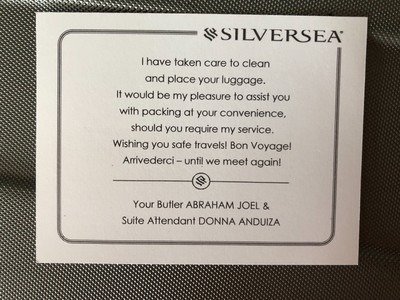 SILVERSEA®
I have taken care to clean
and place your luggage.
It would be my pleasure to assist you
with packing at your convenience,
should you require my service.
Wishing you safe travels! Bon Voyage!
Arrivederci – until we meet again!
Your Butler ABRAHAM JOEL &
Suite Attendant DONNA ANDUIZA